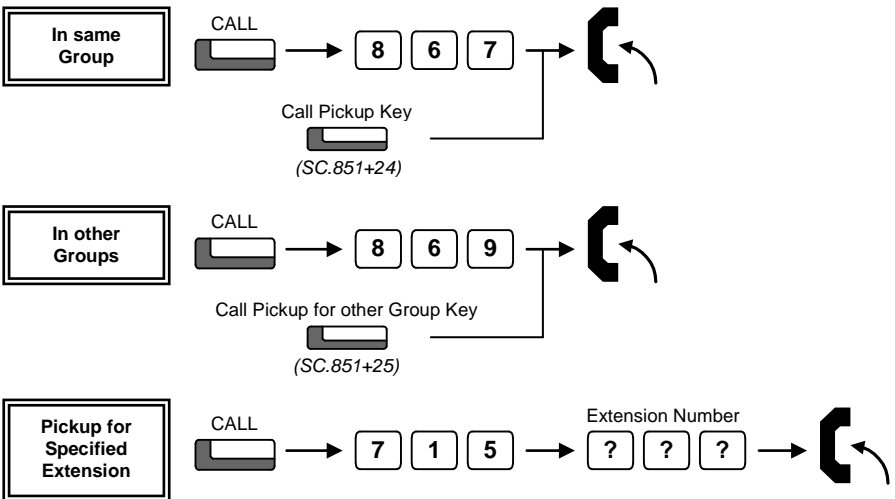 In same
Group
CALL
8 6 7
Call Pickup Key
(SC.851+24)
In other
Groups
CALL
8 6 9
Call Pickup for other Group Key
(SC.851+25)
Pickup for
Specified
Extension
CALL
7 1 5
Extension Number
? ? ?